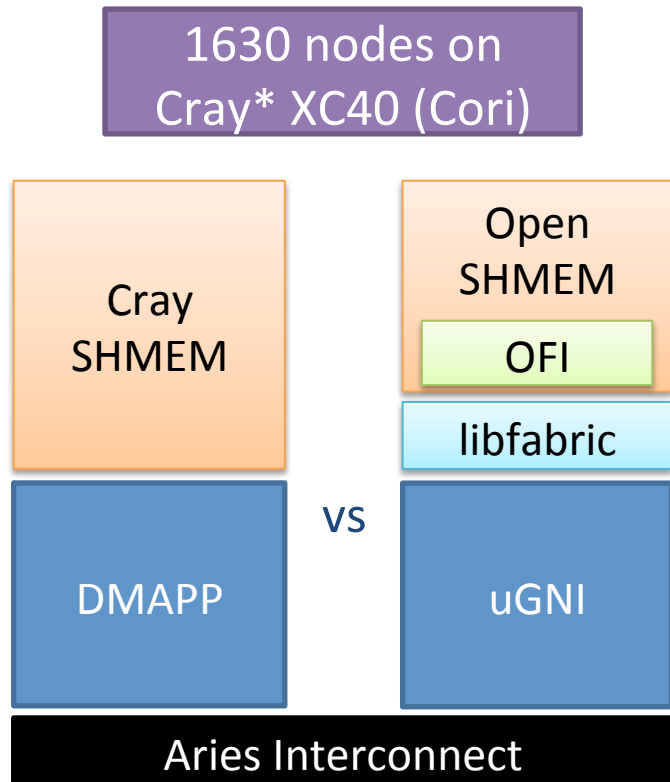 1630 nodes on
Cray* XC40 (Cori)
Cray
SHMEM
Open
SHMEM
OFI
libfabric
vs
DMAPP
uGNI
Aries Interconnect